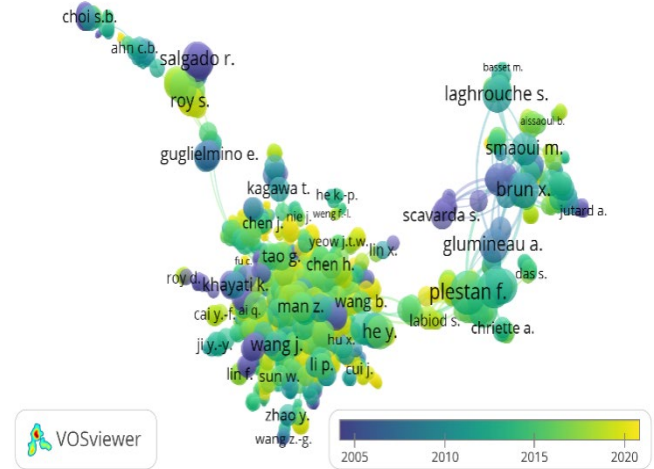 choi s.b.
ahn c.b.
salgado r.
roy s.
guglielmino e.
kagawa t.
he k.-p.
chen j.
nie j.
weng f.-l.
yeow j.t.w.
lin x.
tao g.
fu c.
chen h.
roy d.
khayati k.
man z.
wang b.
cai y.-f.
ai q.
he y.
ji y.-y.
wang j.
hu x.
lin f.
sun w.
li p.
rui j.
zhao y.
wang z.-g.
basset m.
laghrouche s.
aissaoui b.
smaoui m.
brun x.
scavarda s.
jutard a.
glumineau a.
das s.
plestan f.
labiod s.
chriette a.
VOSviewer
2005 2010 2015 2020